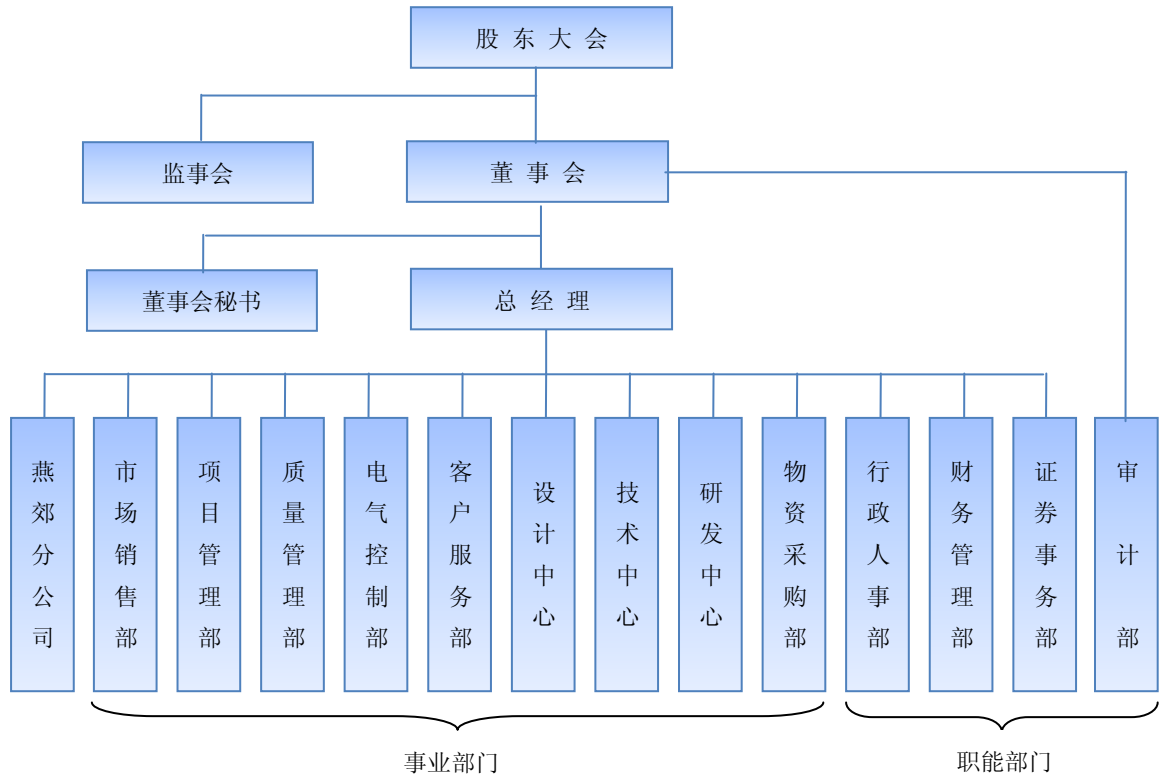 股 东 大 会
监事会
董 事 会
董事会秘书
总 经 理
燕郊分公司
市场销售部
项目管理部
质量管理部
电气控制部
客户服务部
设计中心
技术中心
研发中心
物资采购部
行政人事部
财务管理部
证券事务部
审计部
事业部门
职能部门